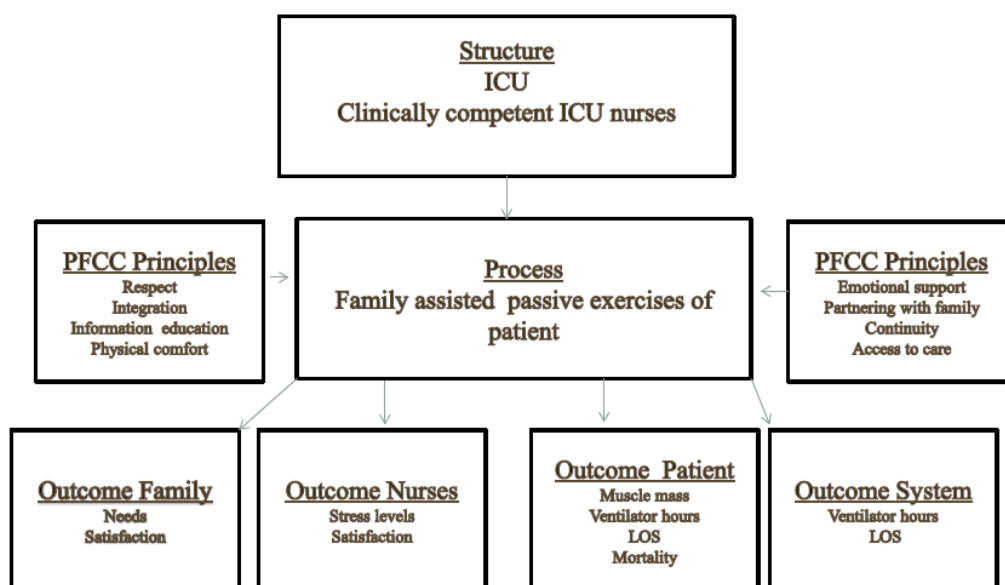 Structure
ICU
Clinically competent ICU nurses
PFCC Principles
Respect
Integration
Information education
Physical comfort
Process
Family assisted passive exercises of
patient
PFCC Principles
Emotional support
Partnering with family
Continuity
Access to care
Outcome Family
Needs
Satisfaction
Outcome Nurses
Stress levels
Satisfaction
Outcome Patient
Muscle mass
Ventilator hours
LOS
Mortality
Outcome System
Ventilator hours
LOS